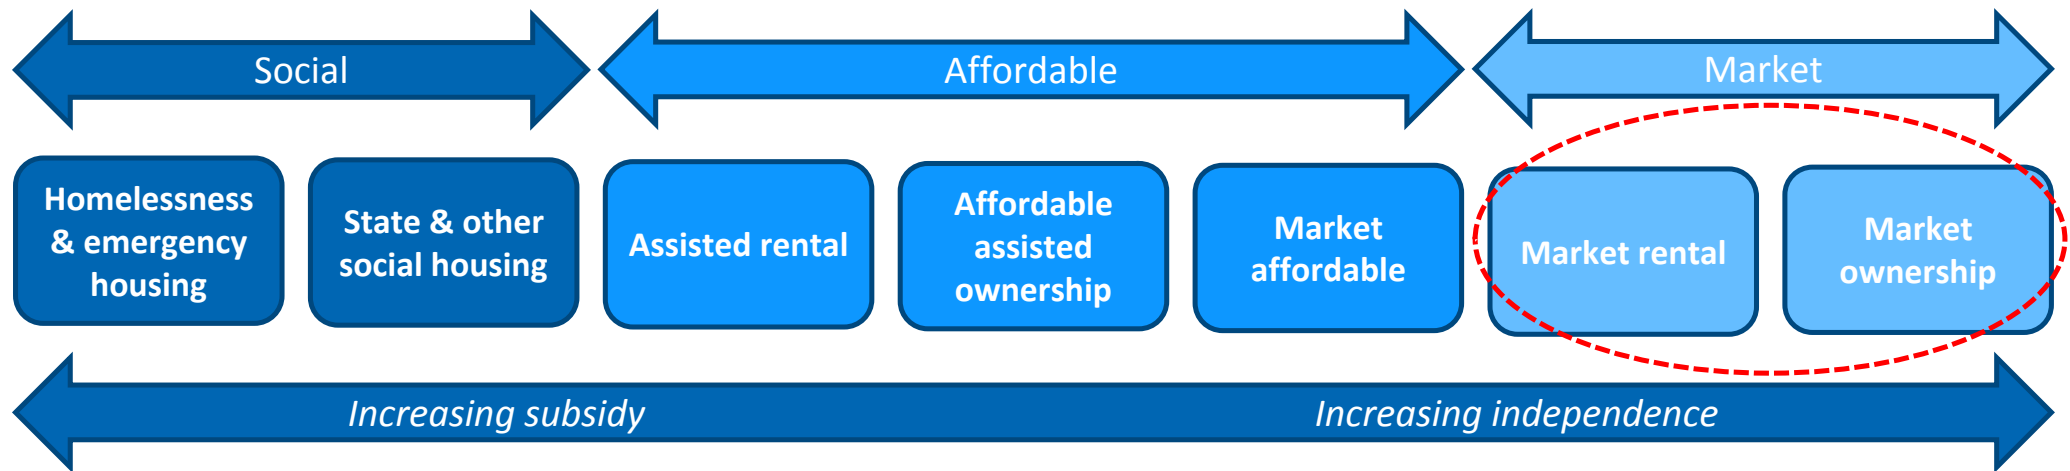 Social
Affordable
Market
Homelessness
& emergency
housing
State & other
social housing
Assisted rental
Affordable
assisted
ownership
Market
affordable
Market rental
Market
ownership
Increasing subsidy
Increasing independence